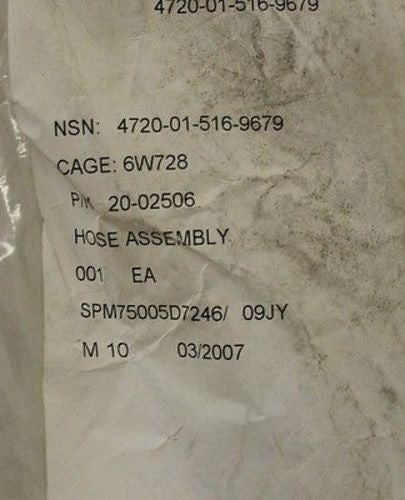 4720-01-516-9679
NSN: 4720-01-516-9679
CAGE: 6W728
P/N 20-02506
HOSE ASSEMBLY
001 EA
SPM75005D7246/ 09JY
M 10 03/2007